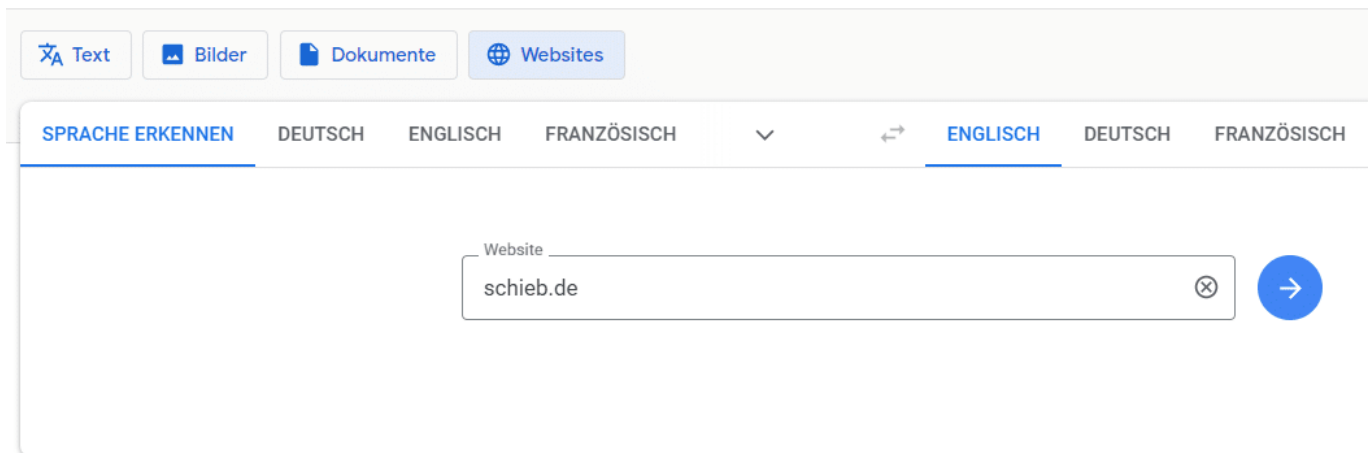 Text Bilder Dokumente Websites
SPRACHE ERKENNEN DEUTSCH ENGLISCH FRANZÖSISCH ENGLISCH DEUTSCH FRANZÖSISCH
Website
schieb.de